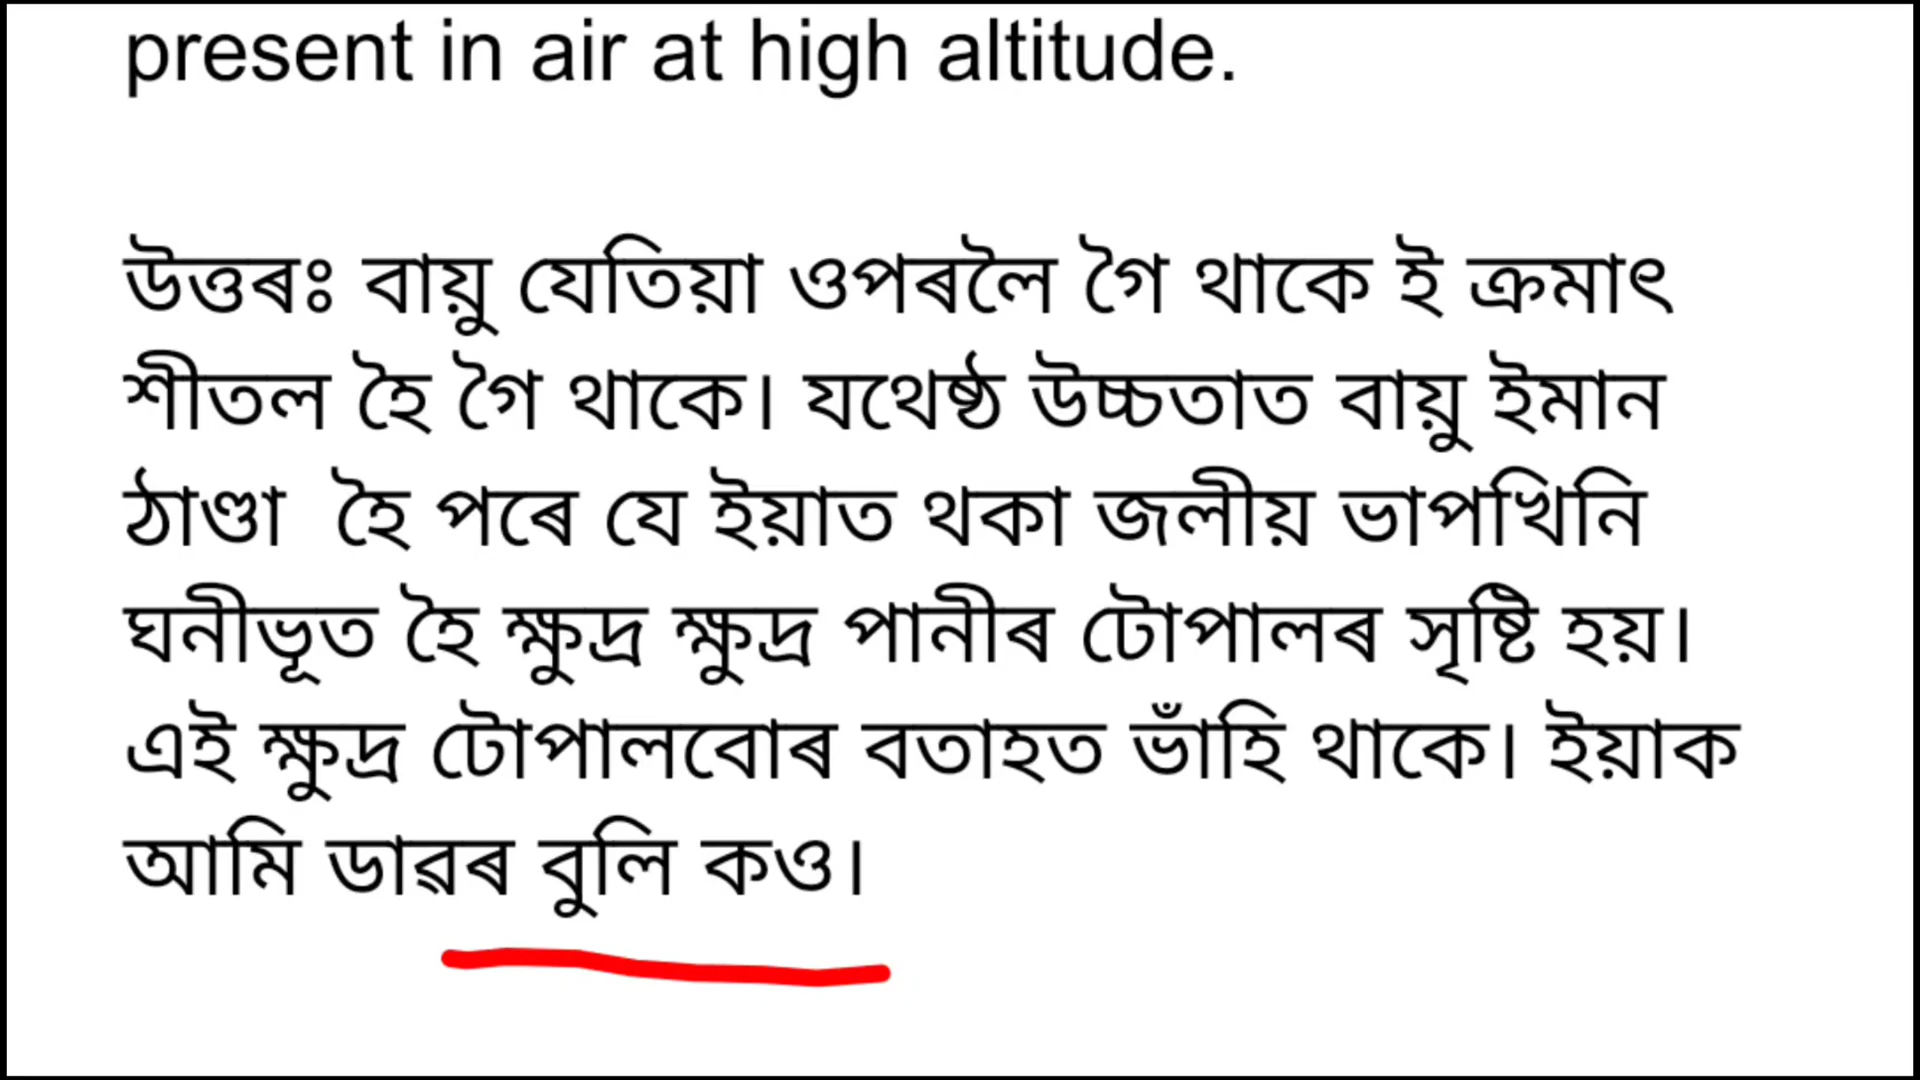 present in air at high altitude.
উত্তৰঃ বায়ু যেতিয়া ওপৰলৈ গৈ থাকে ই ক্ৰমাৎ
শীতল হৈ গৈ থাকে। যথেষ্ঠ উচ্চতাত বায়ু ইমান
ঠাণ্ডা হৈ পৰে যে ইয়াত থকা জলীয় ভাপখিনি
ঘনীভূত হৈ ক্ষুদ্ৰ ক্ষুদ্ৰ পানীৰ টোপালৰ সৃষ্টি হয়।
এই ক্ষুদ্ৰ টোপালবোৰ বতাহত ভাঁহি থাকে। ইয়াক
আমি ডাৱৰ বুলি কওঁ।